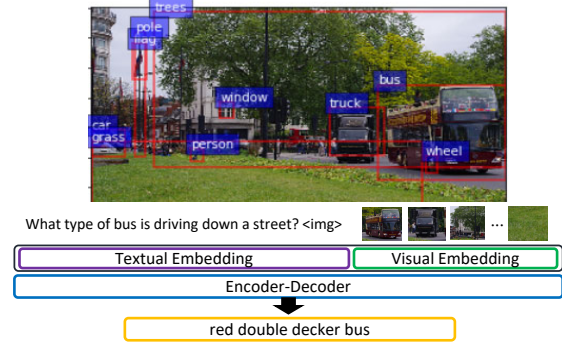 trees
pole
flag
bus
window
truck
car
grass
person
wheel
What type of bus is driving down a street? <img>
...
Textual Embedding
Visual Embedding
Encoder-Decoder
red double decker bus